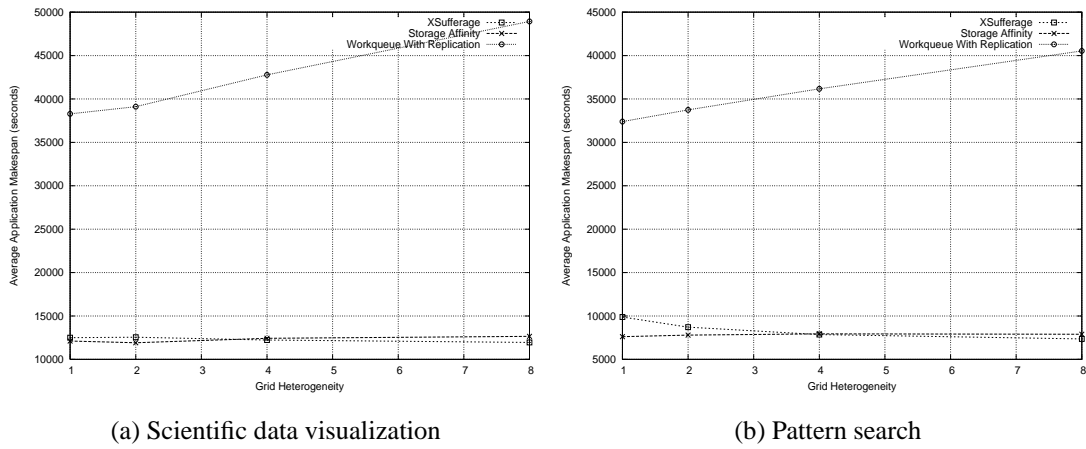 50000
45000
40000
35000
30000
25000
20000
15000
10000
1 2 3 4 5 6 7 8
Average Application Makespan (seconds)
Grid Heterogeneity
XSufferage
Storage Affinity
Workqueue With Replication
(a) Scientific data visualization
45000
40000
35000
30000
25000
20000
15000
10000
5000
1 2 3 4 5 6 7 8
Average Application Makespan (seconds)
Grid Heterogeneity
XSufferage
Storage Affinity
Workqueue With Replication
(b) Pattern search